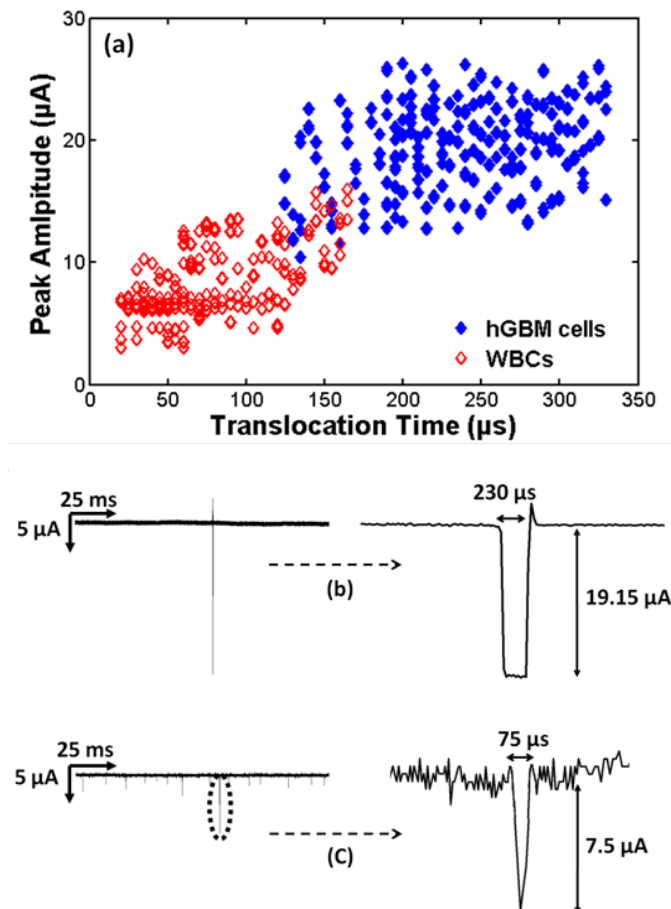 (a)
30
20
10
0
Peak Amlpitude (µA)
hGBM cells
WBCs
0 50 100 150 200 250 300 350
Translocation Time (µs)
25 ms
5 µA
(b)
230 µs
19.15 µA
25 ms
5 µA
(C)
75 µs
7.5 µA